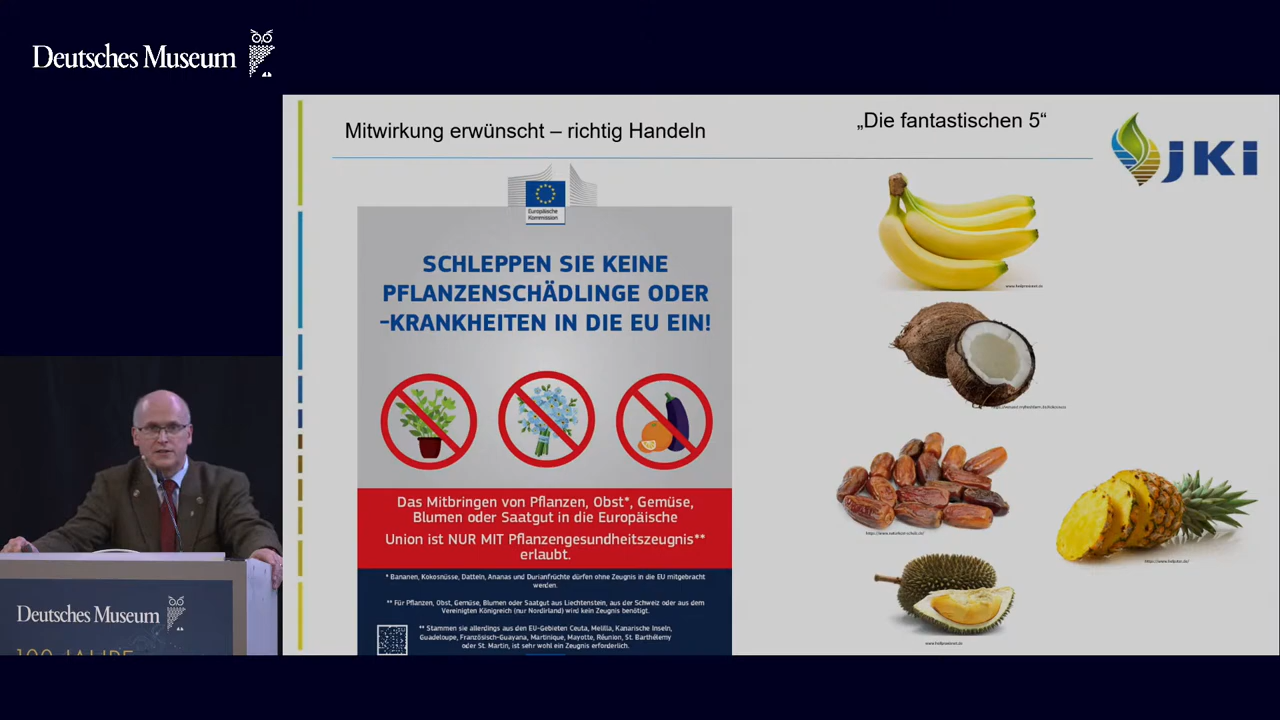 Deutsches Museum
Mitwirkung erwünscht – richtig Handeln
„Die fantastischen 5“
JKI
Europäische
Kommission
SCHLEPPEN SIE KEINE
PFLANZENSCHÄDLINGE ODER
-KRANKHEITEN IN DIE EU EIN!
Das Mitbringen von Pflanzen, Obst*, Gemüse,
Blumen oder Saatgut in die Europäische
Union ist NUR MIT Pflanzengesundheitszeugnis**
erlaubt.
* Bananen, Kokosnüsse, Datteln, Ananas und Durianfrüchte dürfen ohne Zeugnis in die EU mitgebracht
werden.
** Für Pflanzen, Obst, Gemüse, Blumen oder Saatgut aus Liechtenstein, aus der Schweiz oder aus dem
Vereinigten Königreich (nur Nordirland) wird kein Zeugnis benötigt.
** Stammen sie allerdings aus den EU-Gebieten Ceuta, Melilla, Kanarische Inseln,
Guadeloupe, Französisch-Guayana, Martinique, Mayotte, Réunion, St. Barthélemy
oder St. Martin, ist sehr wohl ein Zeugnis erforderlich.
Deutsches Museum
100 JAHRE